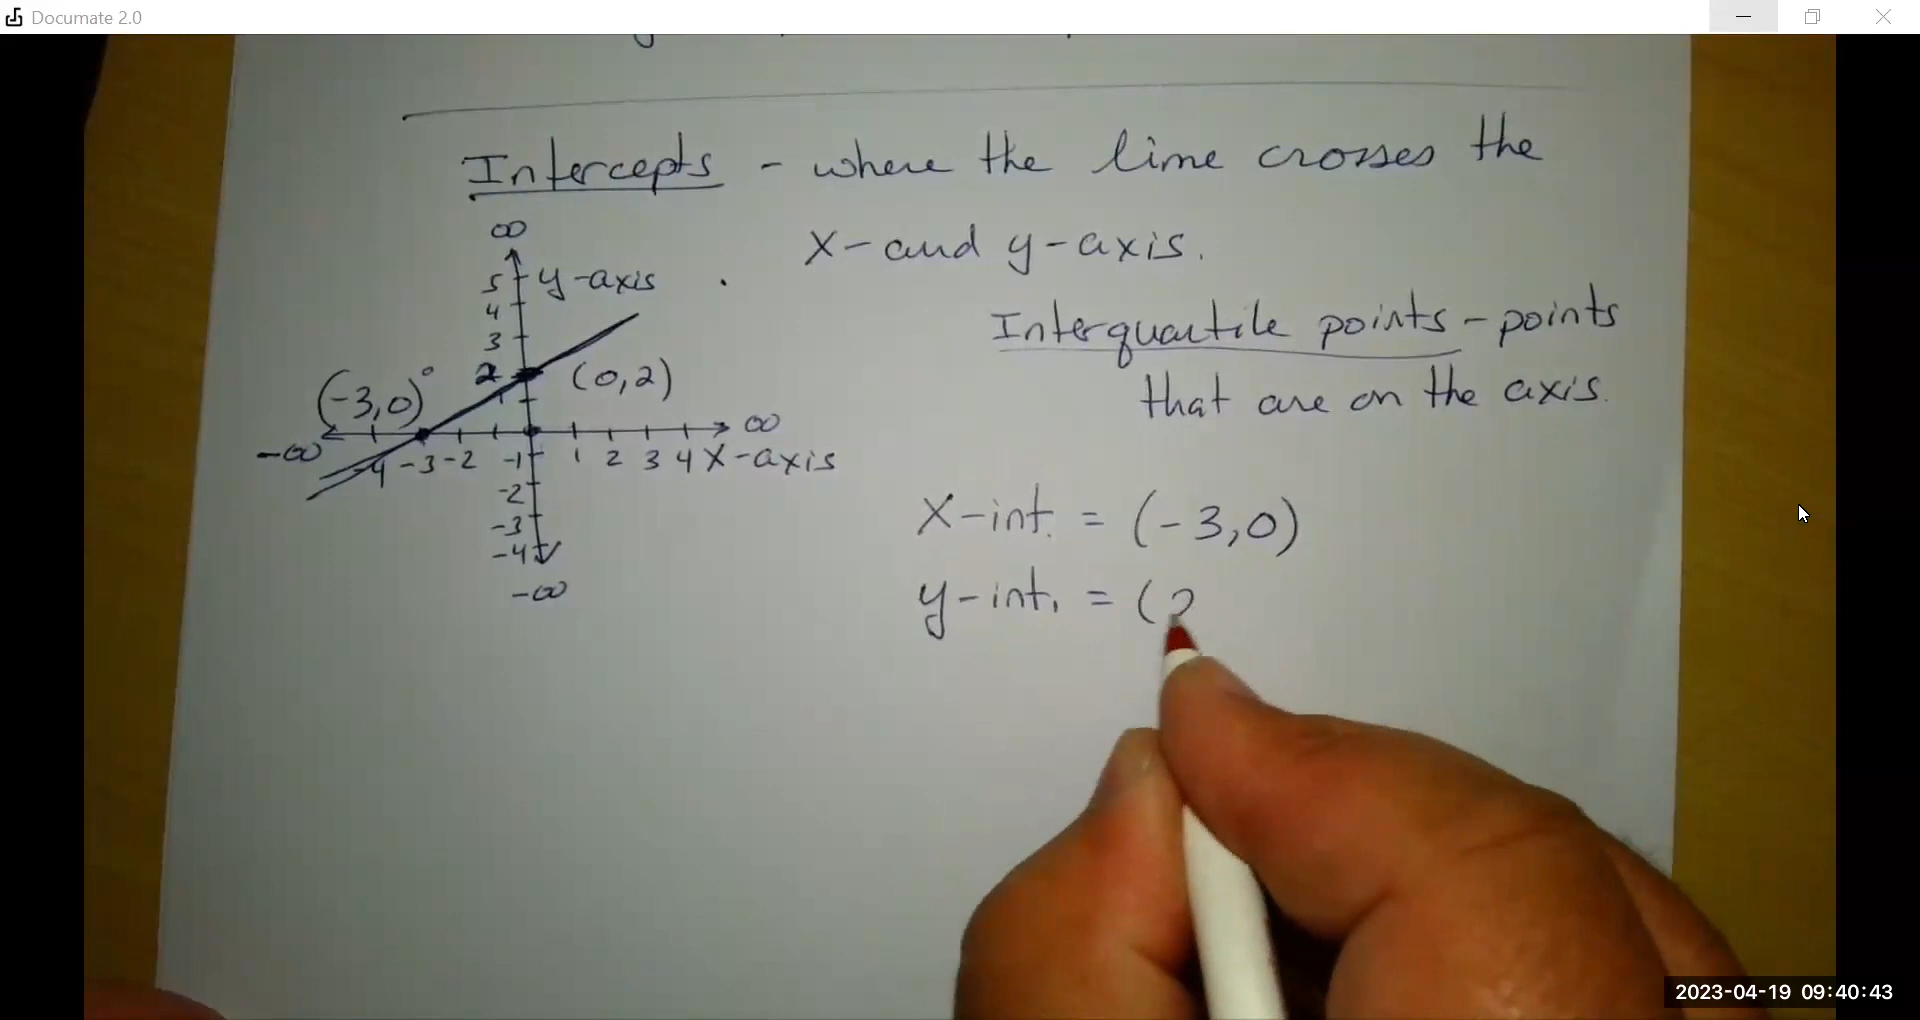 Documate 2.0
Intercepts - where the line crosses the
x- and y-axis.
∞
5 y-axis
4
3
2
(-3,0) (0,2)
1
-∞ ∞
-4 -3 -2 -1 1 2 3 4 x-axis
-2
-3
-4
-∞
Interquartile points - points
that are on the axis.
x-int. = (-3,0)
y-int. = (
2023-04-19 09:40:43